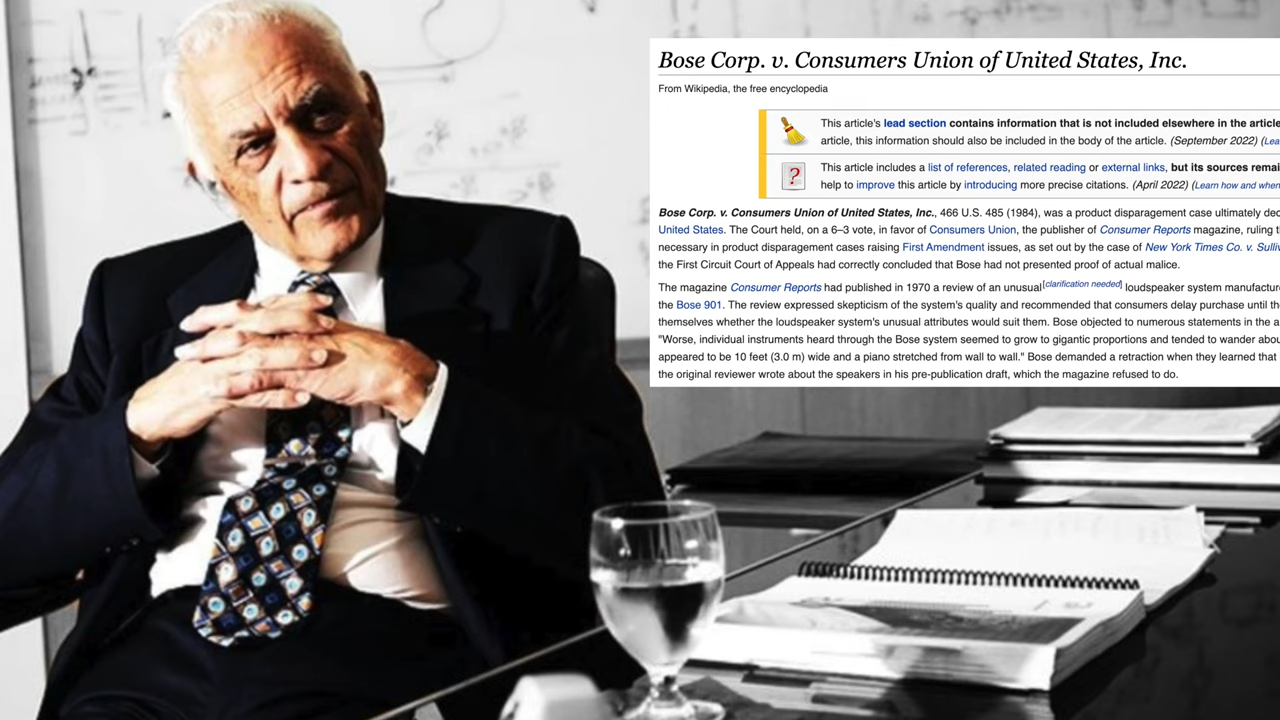 Bose Corp. v. Consumers Union of United States, Inc.
From Wikipedia, the free encyclopedia
This article's lead section contains information that is not included elsewhere in the article
article, this information should also be included in the body of the article. (September 2022) (Lea
This article includes a list of references, related reading or external links, but its sources remai
help to improve this article by introducing more precise citations. (April 2022) (Learn how and when
Bose Corp. v. Consumers Union of United States, Inc., 466 U.S. 485 (1984), was a product disparagement case ultimately dec
United States. The Court held, on a 6–3 vote, in favor of Consumers Union, the publisher of Consumer Reports magazine, ruling t
necessary in product disparagement cases raising First Amendment issues, as set out by the case of New York Times Co. v. Sulliv
the First Circuit Court of Appeals had correctly concluded that Bose had not presented proof of actual malice.
The magazine Consumer Reports had published in 1970 a review of an unusual[clarification needed] loudspeaker system manufacture
the Bose 901. The review expressed skepticism of the system's quality and recommended that consumers delay purchase until the
themselves whether the loudspeaker system's unusual attributes would suit them. Bose objected to numerous statements in the a
"Worse, individual instruments heard through the Bose system seemed to grow to gigantic proportions and tended to wander abou
appeared to be 10 feet (3.0 m) wide and a piano stretched from wall to wall." Bose demanded a retraction when they learned that
the original reviewer wrote about the speakers in his pre-publication draft, which the magazine refused to do.